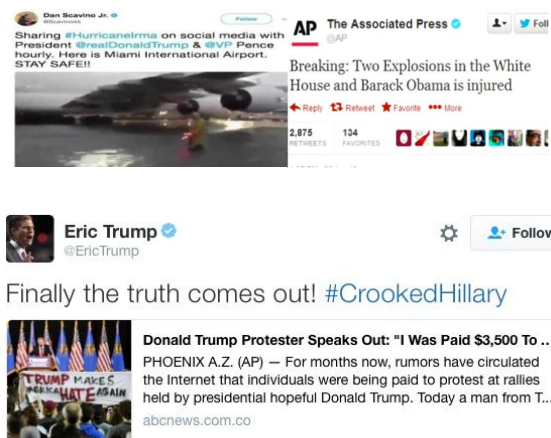 Dan Scavino Jr.
@Scavino45
Follow
Sharing #HurricaneIrma on social media with
President @realDonaldTrump & @VP Pence
hourly. Here is Miami International Airport.
STAY SAFE!!
AP
The Associated Press
@AP
Foll
Breaking: Two Explosions in the White
House and Barack Obama is injured
Reply Retweet Favorite More
2,875 134
RETWEETS FAVORITES
Eric Trump
@EricTrump
Follow
Finally the truth comes out! #CrookedHillary
Donald Trump Protester Speaks Out: "I Was Paid $3,500 To ...
PHOENIX A.Z. (AP) — For months now, rumors have circulated
the Internet that individuals were being paid to protest at rallies
held by presidential hopeful Donald Trump. Today a man from T...
abcnews.com.co
TRUMP MAKES
HATE AGAIN